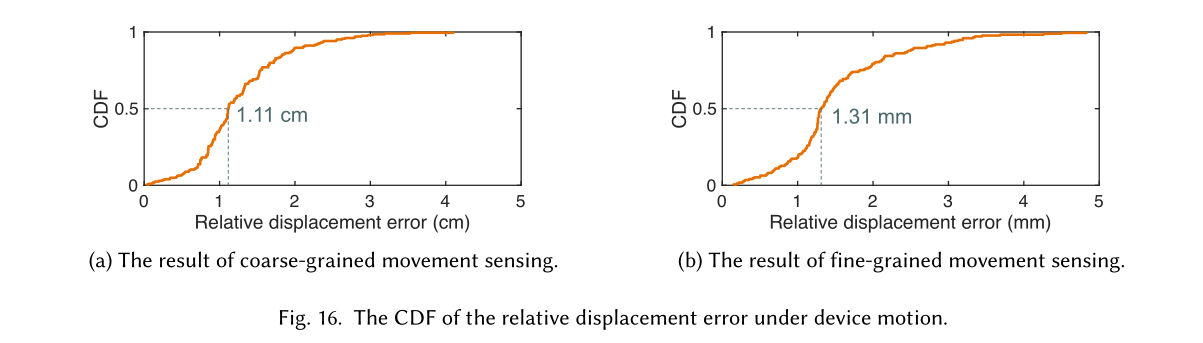 1
0.5
0
CDF
1.11 cm
0 1 2 3 4 5
Relative displacement error (cm)
(a) The result of coarse-grained movement sensing.
1
0.5
0
CDF
1.31 mm
0 1 2 3 4 5
Relative displacement error (mm)
(b) The result of fine-grained movement sensing.
Fig. 16. The CDF of the relative displacement error under device motion.